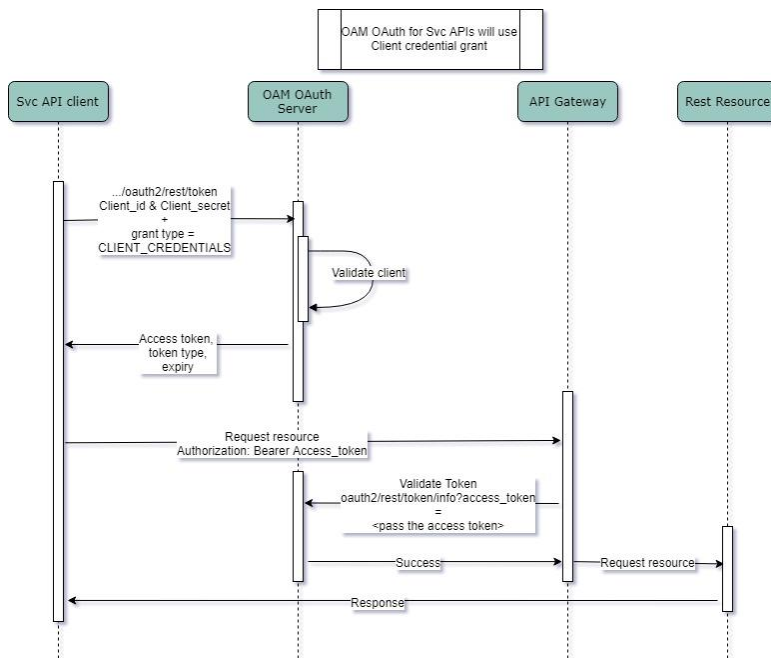 OAM OAuth for Svc APIs will use
Client credential grant
Svc API client
OAM OAuth
Server
API Gateway
Rest Resource
.../oauth2/rest/token
Client_id & Client_secret
+
grant type =
CLIENT_CREDENTIALS
Validate client
Access token,
token type,
expiry
Request resource
Authorization: Bearer Access_token
Validate Token
oauth2/rest/token/info?access_token
=
<pass the access token>
Success
Request resource
Response